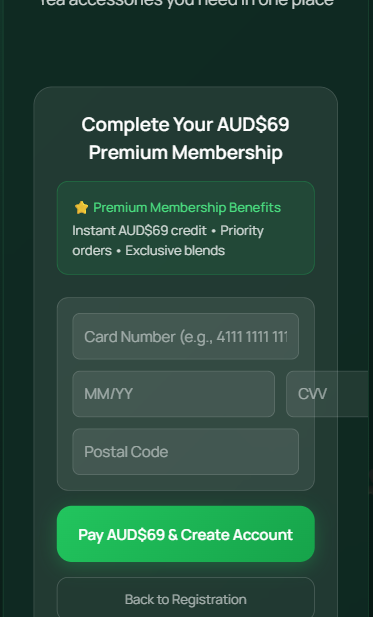 Tea accessories you need in one place
Complete Your AUD$69
Premium Membership
⭐ Premium Membership Benefits
Instant AUD$69 credit • Priority
orders • Exclusive blends
Card Number (e.g., 4111 1111 111
MM/YY CVV
Postal Code
Pay AUD$69 & Create Account
Back to Registration